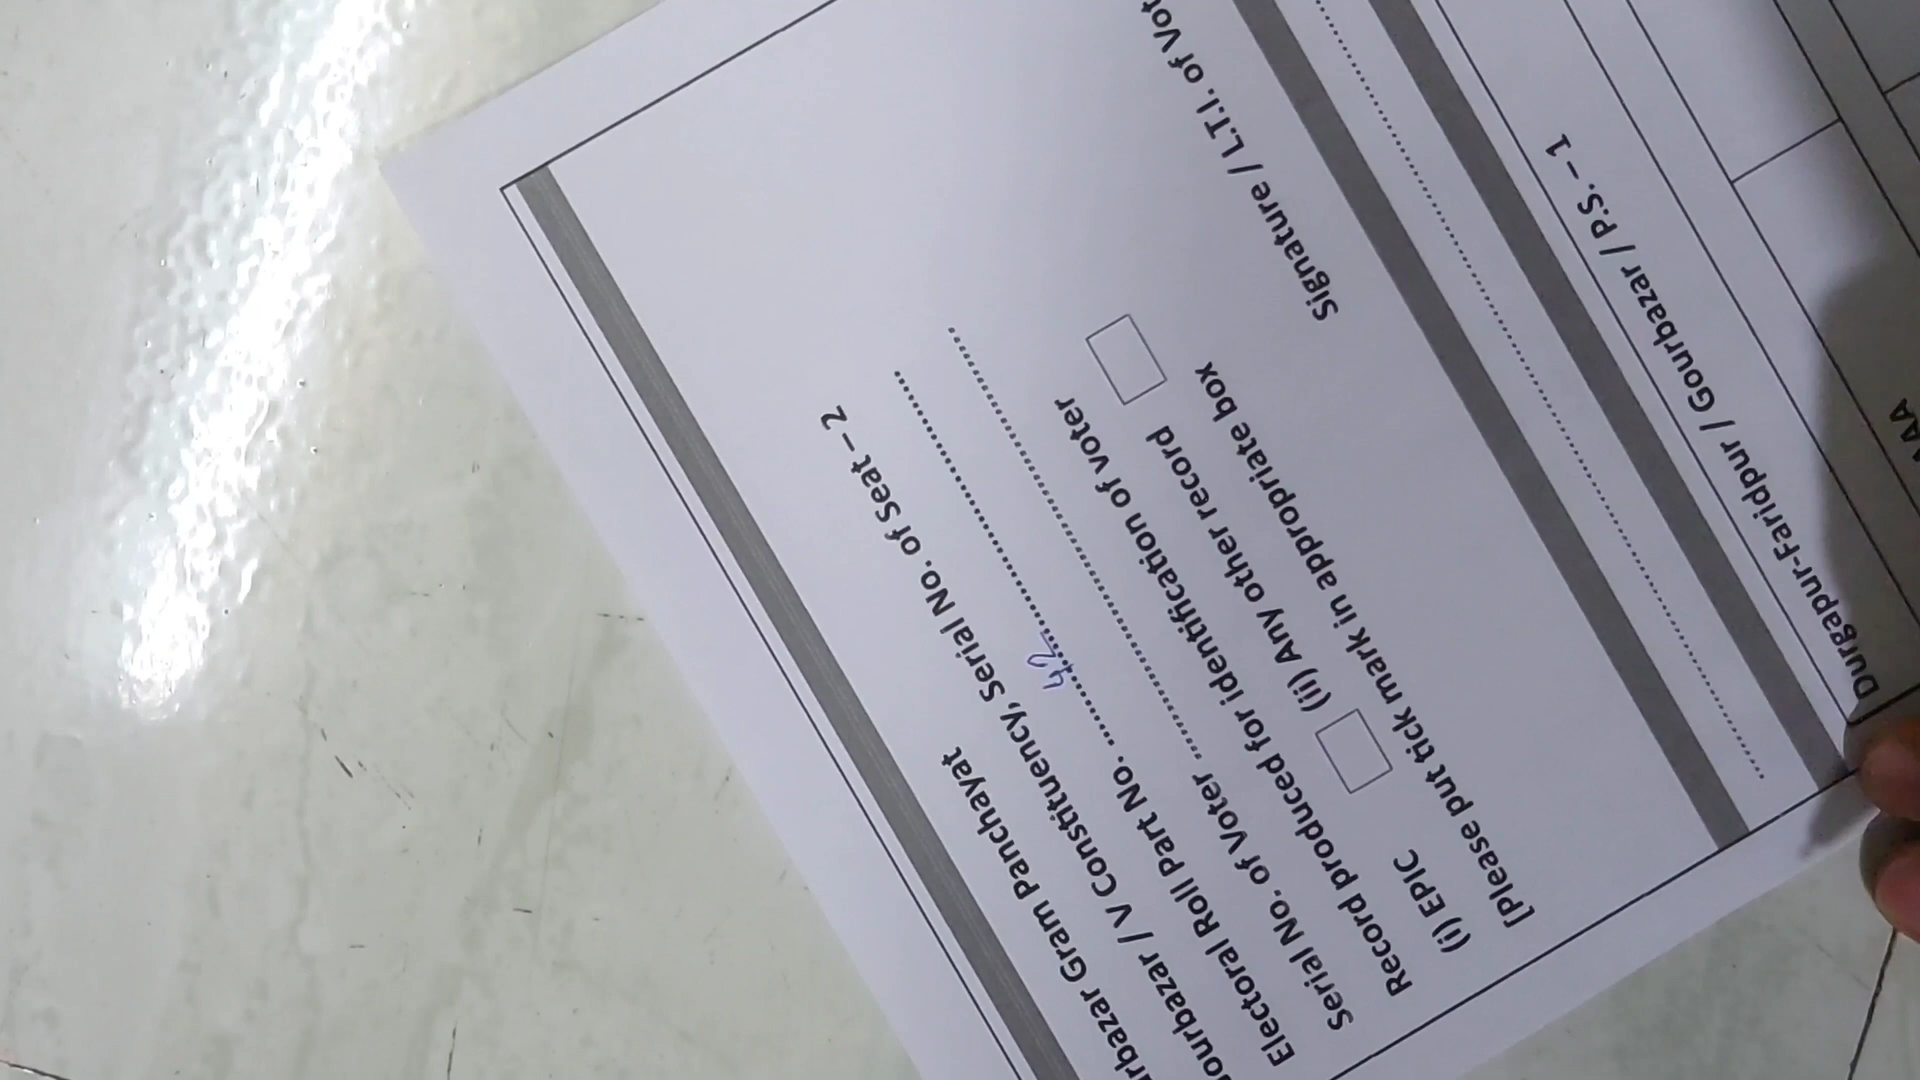 rbazar Gram Panchayat
ourbazar / V Constituency, Serial No. of Seat – 2
Electoral Roll Part No. ............42..............................
Serial No. of Voter ..................................................
Record produced for identification of voter
(i) EPIC (ii) Any other record
[Please put tick mark in appropriate box
Signature / L.T.I. of Vot
Durgapur-Faridpur / Gourbazar / P.S. – 1